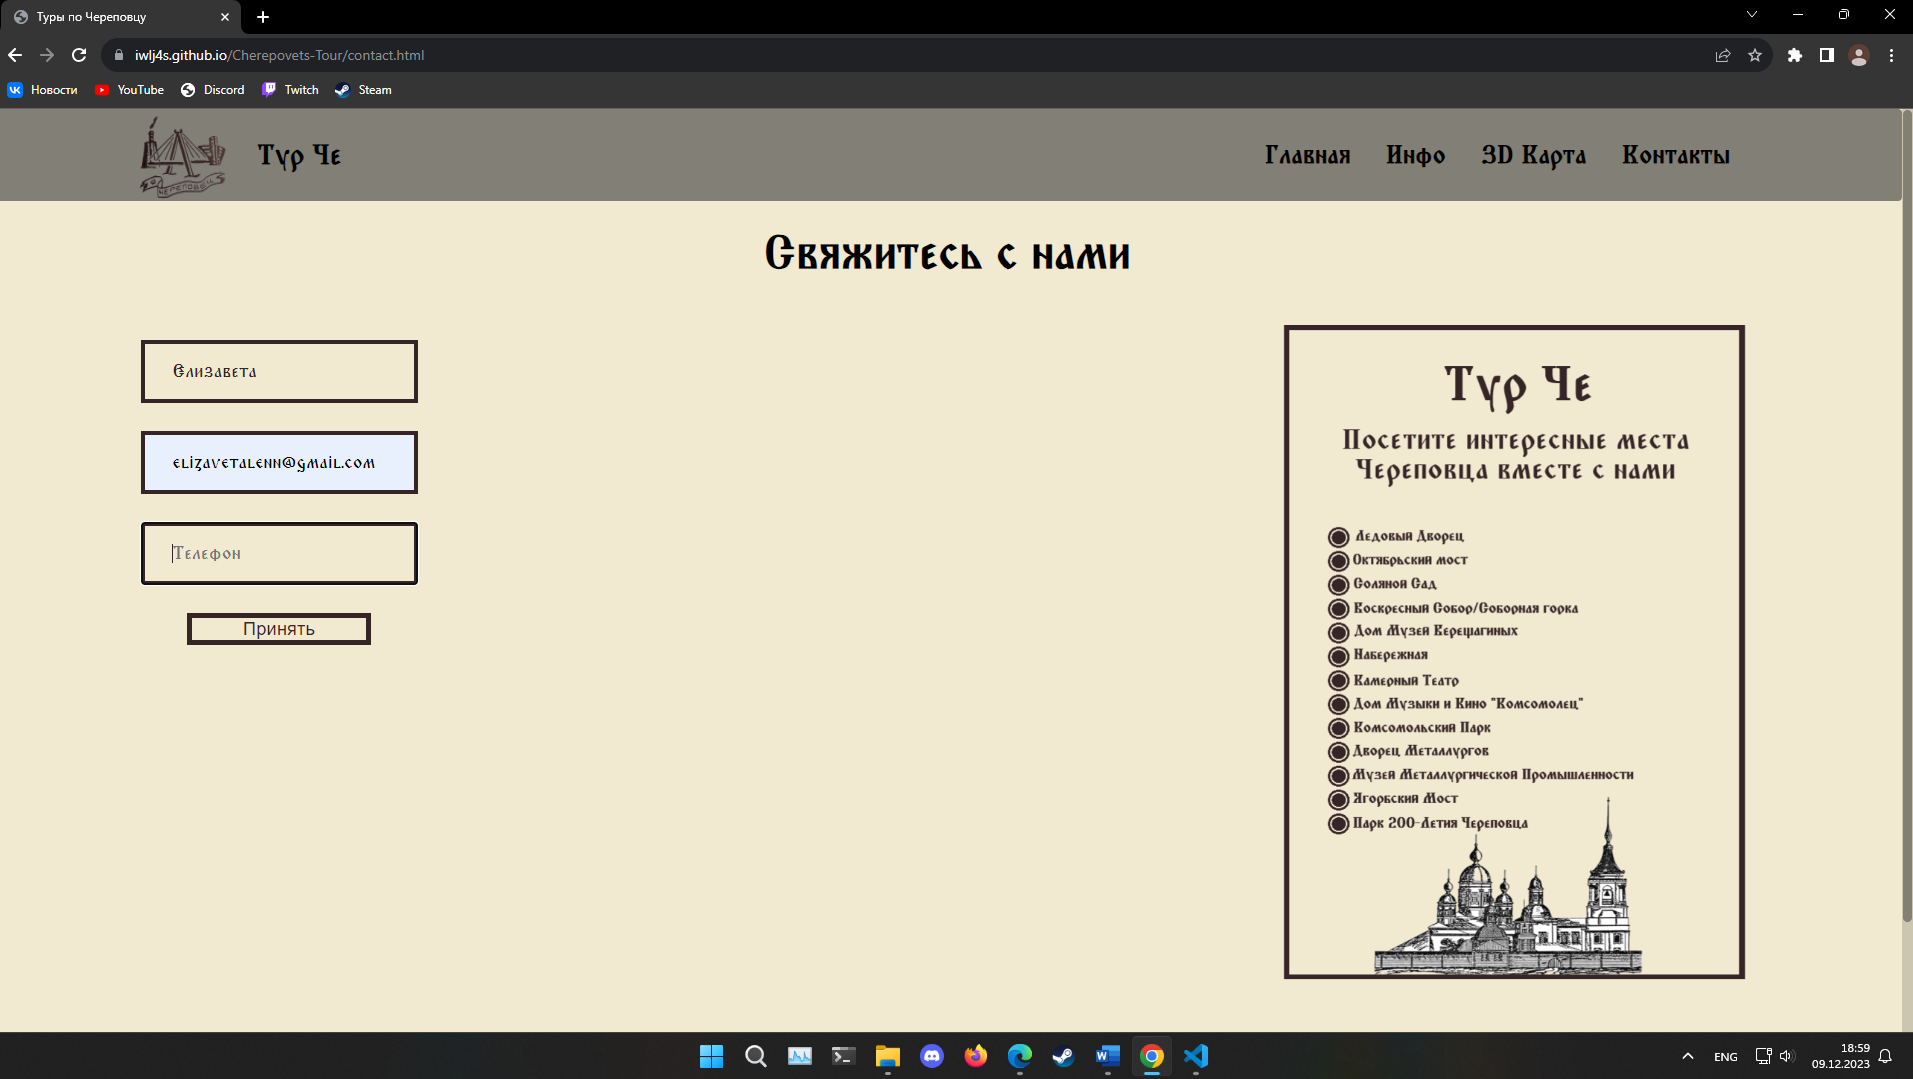 Туры по Череповцу
iwlj4s.github.io/Cherepovets-Tour/contact.html
Новости YouTube Discord Twitch Steam
ЧЕРЕПОВЕЦ
Тур Че
Главная Инфо 3D Карта Контакты
Свяжитесь с нами
Елизавета
elizavetalenn@gmail.com
Телефон
Принять
Тур Че
Посетите интересные места
Череповца вместе с нами
Ледовый Дворец
Октябрьский мост
Соляной Сад
Воскресный Собор/Соборная горка
Дом Музей Верещагиных
Набережная
Камерный Театр
Дом Музыки и Кино "Комсомолец"
Комсомольский Парк
Дворец Металлургов
Музей Металлургической Промышленности
Ягорбский Мост
Парк 200-Летия Череповца
ENG
18:59
09.12.2023